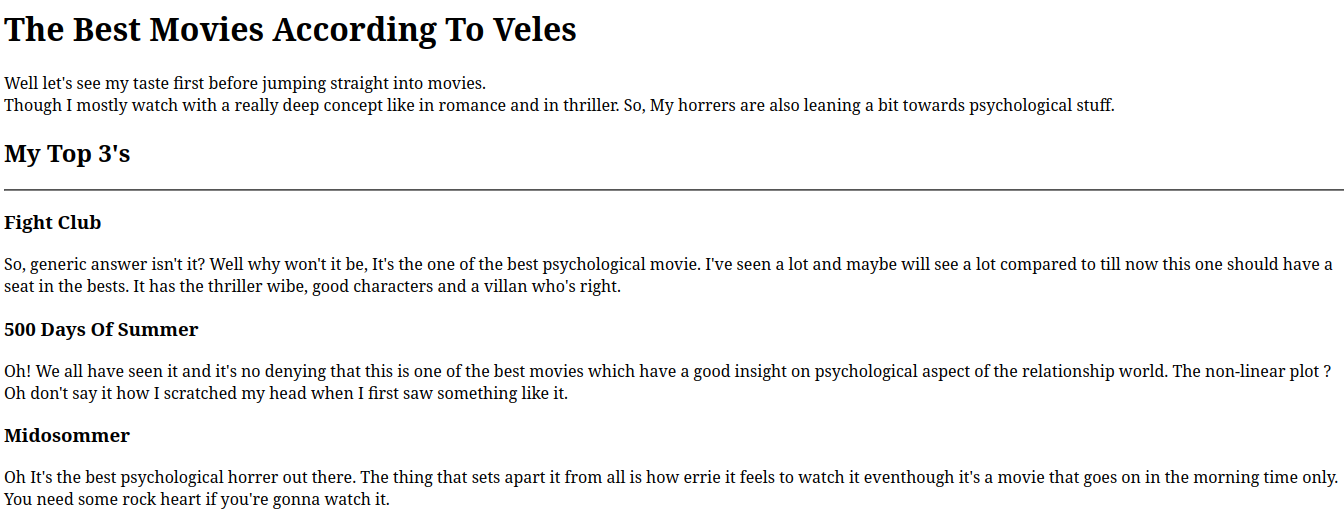 The Best Movies According To Veles
Well let's see my taste first before jumping straight into movies.
Though I mostly watch with a really deep concept like in romance and in thriller. So, My horrers are also leaning a bit towards psychological stuff.
My Top 3's
Fight Club
So, generic answer isn't it? Well why won't it be, It's the one of the best psychological movie. I've seen a lot and maybe will see a lot compared to till now this one should have a
seat in the bests. It has the thriller wibe, good characters and a villan who's right.
500 Days Of Summer
Oh! We all have seen it and it's no denying that this is one of the best movies which have a good insight on psychological aspect of the relationship world. The non-linear plot ?
Oh don't say it how I scratched my head when I first saw something like it.
Midosommer
Oh It's the best psychological horrer out there. The thing that sets apart it from all is how errie it feels to watch it eventhough it's a movie that goes on in the morning time only.
You need some rock heart if you're gonna watch it.